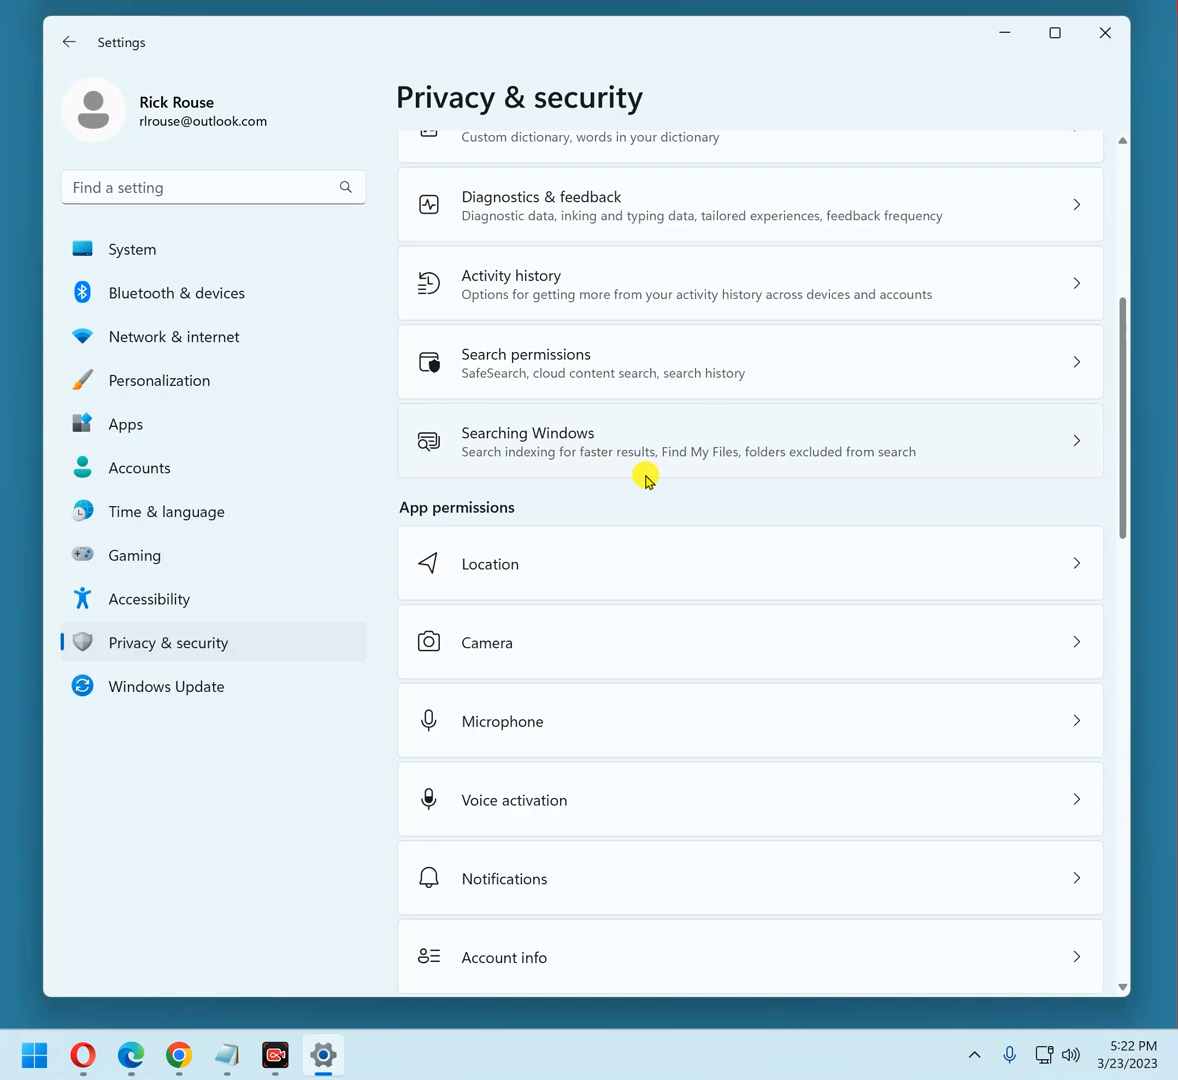 Settings
Rick Rouse
rlrouse@outlook.com
Find a setting
System
Bluetooth & devices
Network & internet
Personalization
Apps
Accounts
Time & language
Gaming
Accessibility
Privacy & security
Windows Update
Privacy & security
Custom dictionary, words in your dictionary
Diagnostics & feedback
Diagnostic data, inking and typing data, tailored experiences, feedback frequency
Activity history
Options for getting more from your activity history across devices and accounts
Search permissions
SafeSearch, cloud content search, search history
Searching Windows
Search indexing for faster results, Find My Files, folders excluded from search
App permissions
Location
Camera
Microphone
Voice activation
Notifications
Account info
5:22 PM
3/23/2023